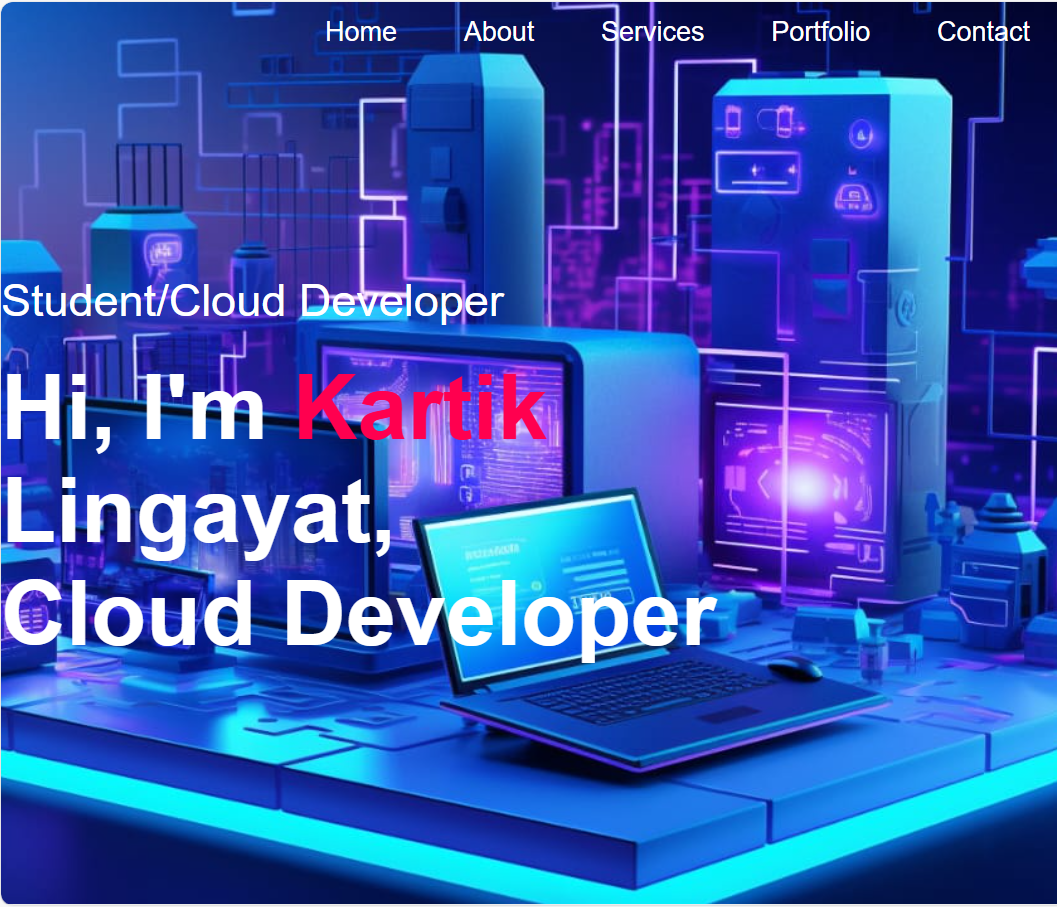 Home About Services Portfolio Contact
Student/Cloud Developer
Hi, I'm Kartik
Lingayat,
Cloud Developer